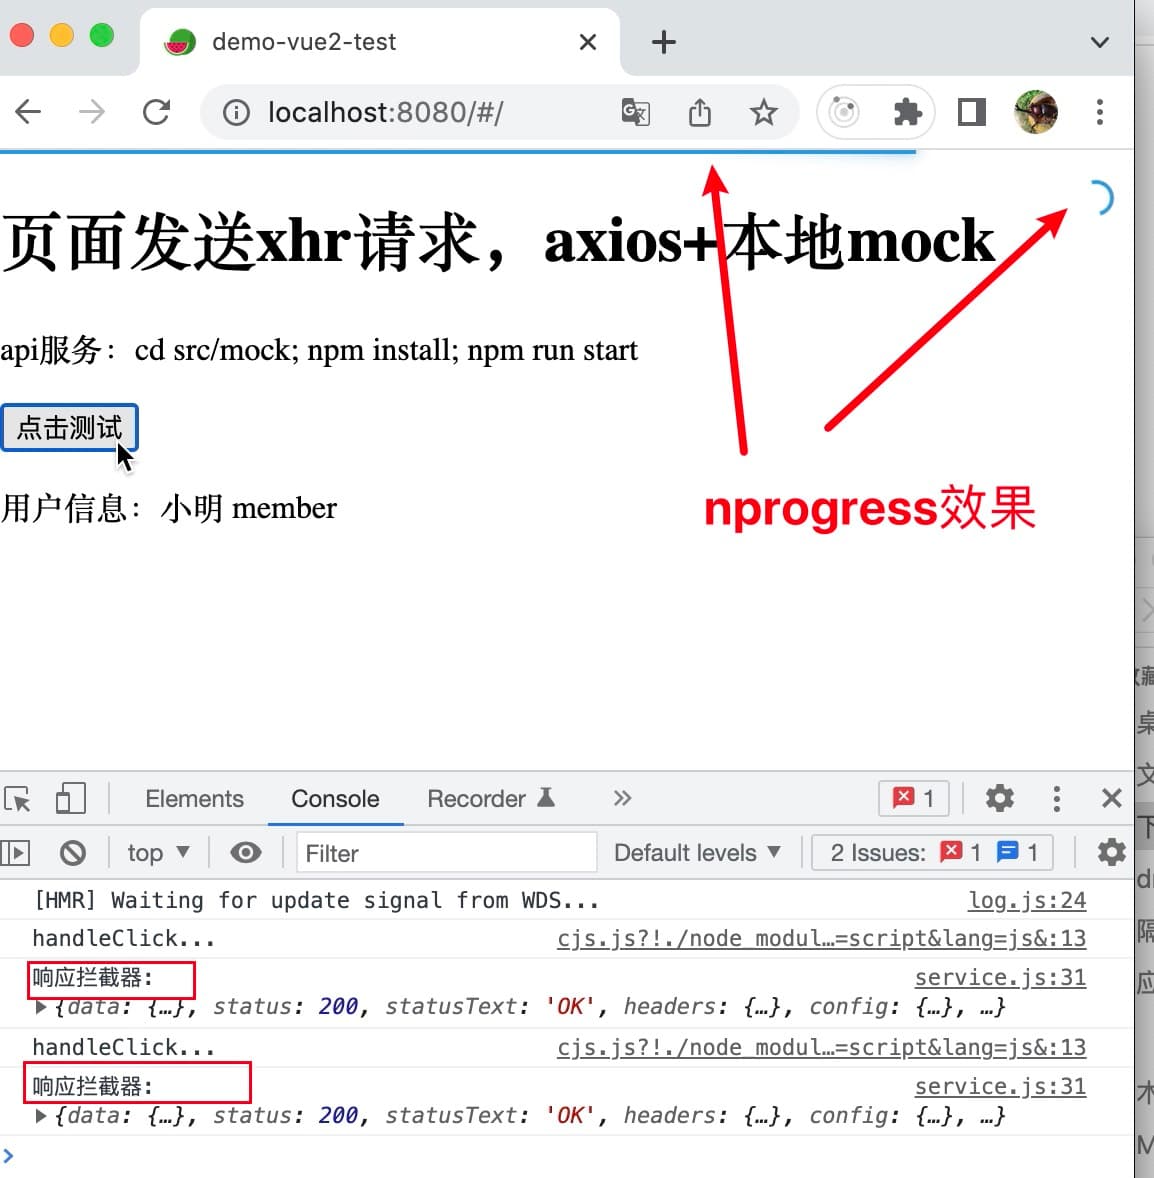 demo-vue2-test
localhost:8080/#/
页面发送xhr请求，axios+本地mock
api服务：cd src/mock; npm install; npm run start
点击测试
用户信息：小明 member
nprogress效果
Elements Console Recorder 1
top Filter Default levels 2 Issues: 1 1
[HMR] Waiting for update signal from WDS... log.js:24
handleClick... cjs.js?!./node_modul…=script&lang=js&:13
响应拦截器: service.js:31
{data: {…}, status: 200, statusText: 'OK', headers: {…}, config: {…}, …}
handleClick... cjs.js?!./node_modul…=script&lang=js&:13
响应拦截器: service.js:31
{data: {…}, status: 200, statusText: 'OK', headers: {…}, config: {…}, …}